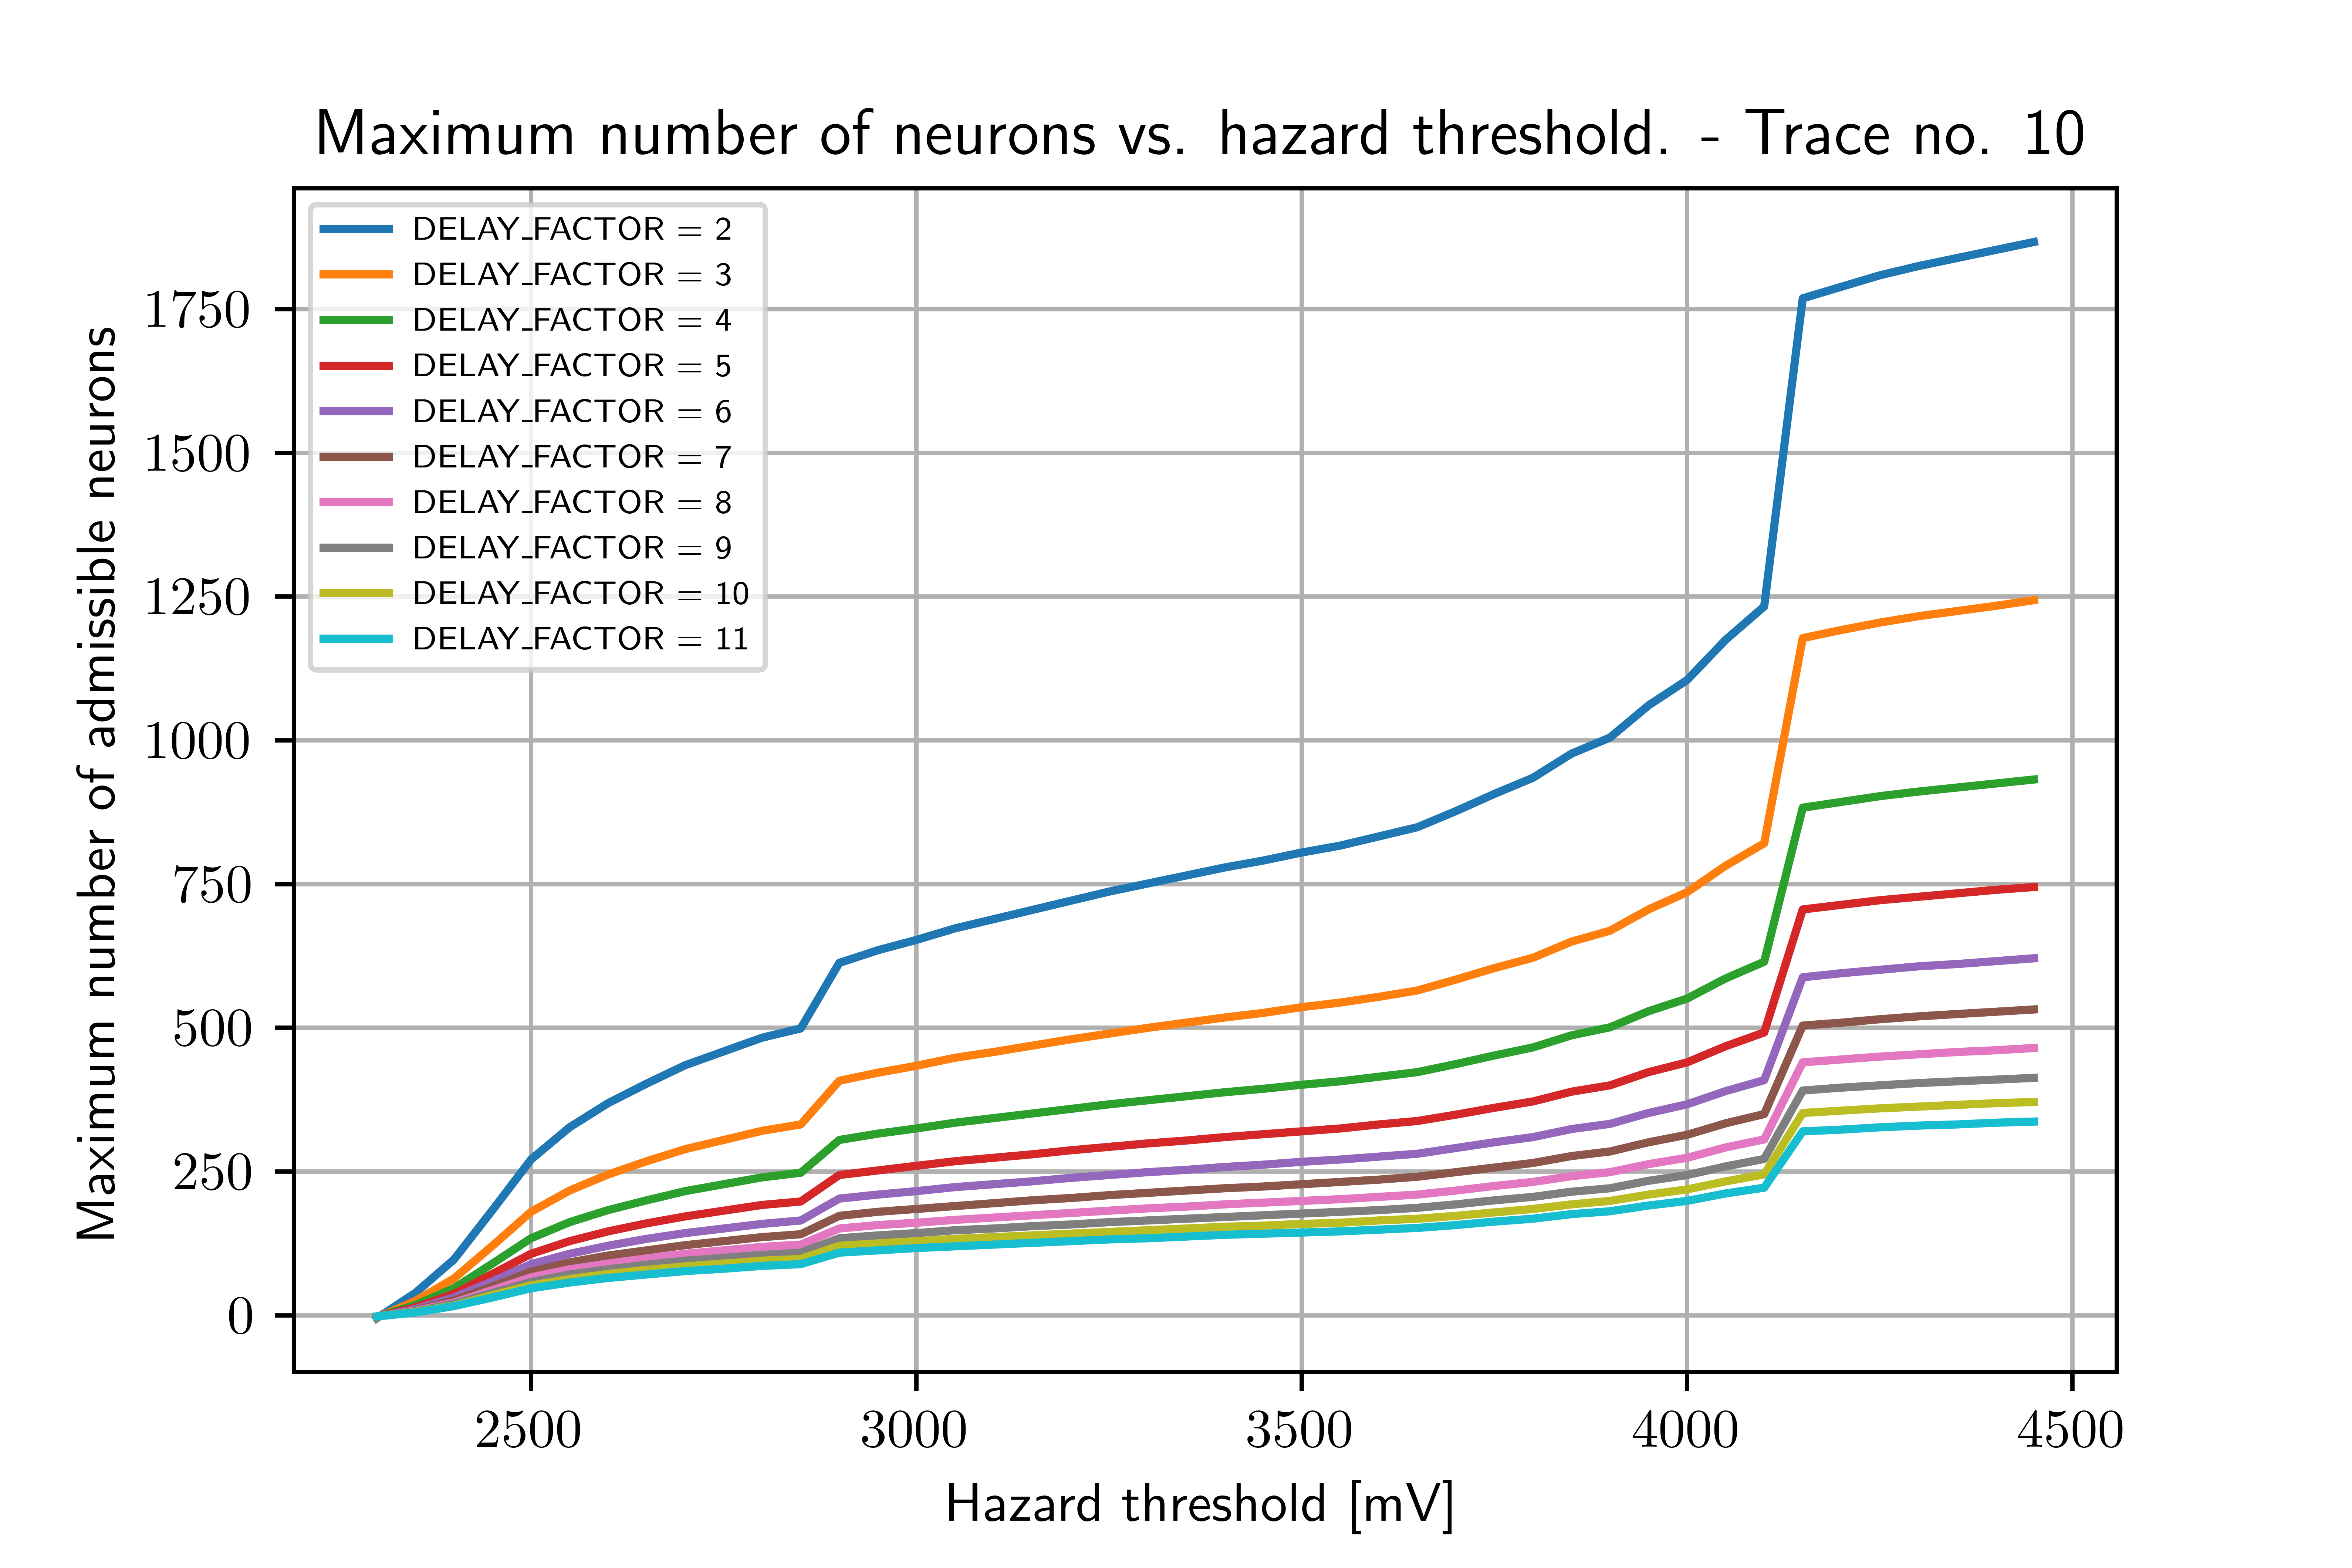 Maximum number of neurons vs. hazard threshold. - Trace no. 10
DELAY_FACTOR = 2
DELAY_FACTOR = 3
DELAY_FACTOR = 4
DELAY_FACTOR = 5
DELAY_FACTOR = 6
DELAY_FACTOR = 7
DELAY_FACTOR = 8
DELAY_FACTOR = 9
DELAY_FACTOR = 10
DELAY_FACTOR = 11
Maximum number of admissible neurons
1750
1500
1250
1000
750
500
250
0
2500 3000 3500 4000 4500
Hazard threshold [mV]